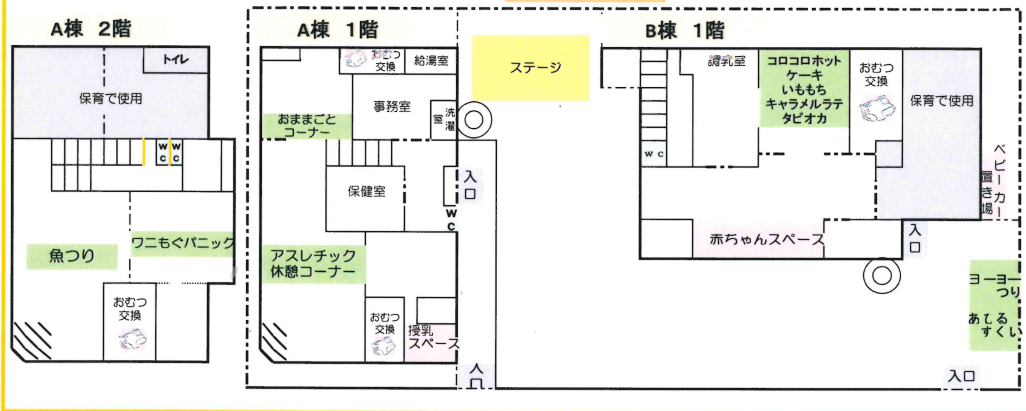 A棟 2階
トイレ
保育で使用
WC
WC
魚つり
ワニもぐパニック
おむつ
交換
A棟 1階
おむつ
交換
給湯室
事務室
洗濯室
おままごと
コーナー
保健室
入口
WC
アスレチック
休憩コーナー
おむつ
交換
授乳
スペース
入口
ステージ
B棟 1階
調乳室
コロコロホット
ケーキ
いももち
キャラメルラテ
タピオカ
おむつ
交換
保育で使用
wc
ベビーカー
置き場
赤ちゃんスペース
入口
ヨーヨー
つり
すくい
入口